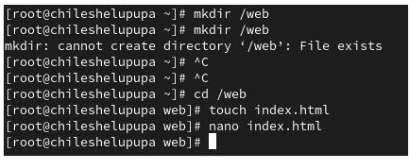 [root@chileshelupupa ~]# mkdir /web
[root@chileshelupupa ~]# mkdir /web
mkdir: cannot create directory ‘/web’: File exists
[root@chileshelupupa ~]# ^C
[root@chileshelupupa ~]# ^C
[root@chileshelupupa ~]# cd /web
[root@chileshelupupa web]# touch index.html
[root@chileshelupupa web]# nano index.html
[root@chileshelupupa web]#